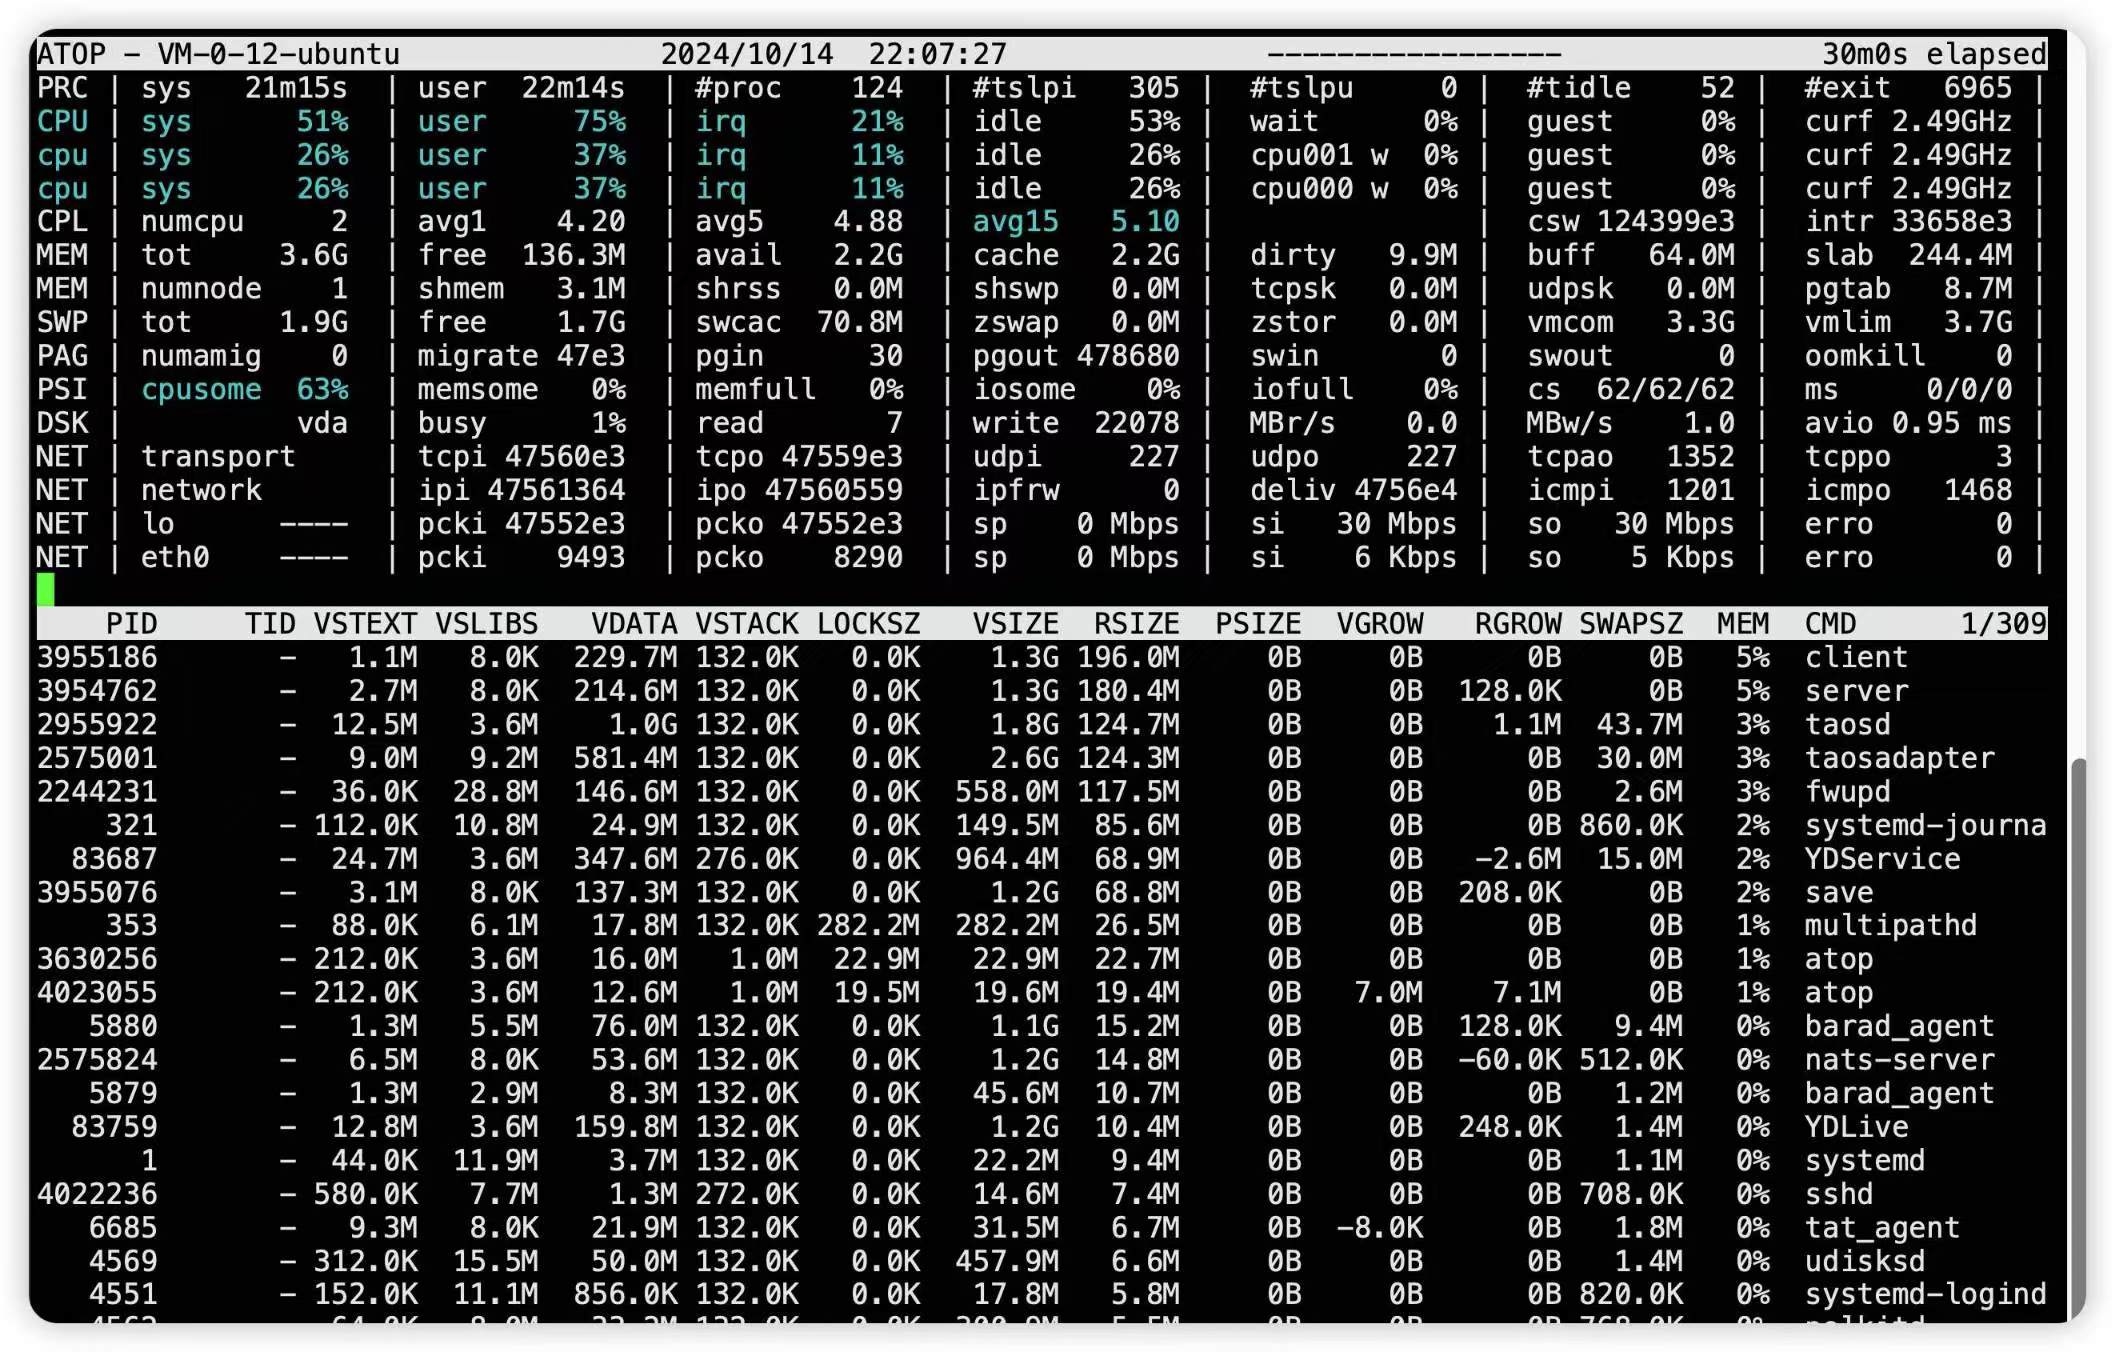 ATOP - VM-0-12-ubuntu 2024/10/14 22:07:27 ----------------- 30m0s elapsed
PRC | sys 21m15s | user 22m14s | #proc 124 | #tslpi 305 | #tslpu 0 | #tidle 52 | #exit 6965 |
CPU | sys 51% | user 75% | irq 21% | idle 53% | wait 0% | guest 0% | curf 2.49GHz |
cpu | sys 26% | user 37% | irq 11% | idle 26% | cpu001 w 0% | guest 0% | curf 2.49GHz |
cpu | sys 26% | user 37% | irq 11% | idle 26% | cpu000 w 0% | guest 0% | curf 2.49GHz |
CPL | numcpu 2 | avg1 4.20 | avg5 4.88 | avg15 5.10 | | csw 124399e3 | intr 33658e3 |
MEM | tot 3.6G | free 136.3M | avail 2.2G | cache 2.2G | dirty 9.9M | buff 64.0M | slab 244.4M |
MEM | numnode 1 | shmem 3.1M | shrss 0.0M | shswp 0.0M | tcpsk 0.0M | udpsk 0.0M | pgtab 8.7M |
SWP | tot 1.9G | free 1.7G | swcac 70.8M | zswap 0.0M | zstor 0.0M | vmcom 3.3G | vmlim 3.7G |
PAG | numamig 0 | migrate 47e3 | pgin 30 | pgout 478680 | swin 0 | swout 0 | oomkill 0 |
PSI | cpusome 63% | memsome 0% | memfull 0% | iosome 0% | iofull 0% | cs 62/62/62 | ms 0/0/0 |
DSK | vda | busy 1% | read 7 | write 22078 | MBr/s 0.0 | MBw/s 1.0 | avio 0.95 ms |
NET | transport | tcpi 47560e3 | tcpo 47559e3 | udpi 227 | udpo 227 | tcpao 1352 | tcppo 3 |
NET | network | ipi 47561364 | ipo 47560559 | ipfrw 0 | deliv 4756e4 | icmpi 1201 | icmpo 1468 |
NET | lo ---- | pcki 47552e3 | pcko 47552e3 | sp 0 Mbps | si 30 Mbps | so 30 Mbps | erro 0 |
NET | eth0 ---- | pcki 9493 | pcko 8290 | sp 0 Mbps | si 6 Kbps | so 5 Kbps | erro 0 |
PID TID VSTEXT VSLIBS VDATA VSTACK LOCKSZ VSIZE RSIZE PSIZE VGROW RGROW SWAPSZ MEM CMD 1/309
3955186 - 1.1M 8.0K 229.7M 132.0K 0.0K 1.3G 196.0M 0B 0B 0B 0B 5% client
3954762 - 2.7M 8.0K 214.6M 132.0K 0.0K 1.3G 180.4M 0B 0B 128.0K 0B 5% server
2955922 - 12.5M 3.6M 1.0G 132.0K 0.0K 1.8G 124.7M 0B 0B 1.1M 43.7M 3% taosd
2575001 - 9.0M 9.2M 581.4M 132.0K 0.0K 2.6G 124.3M 0B 0B 0B 30.0M 3% taosadapter
2244231 - 36.0K 28.8M 146.6M 132.0K 0.0K 558.0M 117.5M 0B 0B 0B 2.6M 3% fwupd
321 - 112.0K 10.8M 24.9M 132.0K 0.0K 149.5M 85.6M 0B 0B 0B 860.0K 2% systemd-journa
83687 - 24.7M 3.6M 347.6M 276.0K 0.0K 964.4M 68.9M 0B 0B -2.6M 15.0M 2% YDService
3955076 - 3.1M 8.0K 137.3M 132.0K 0.0K 1.2G 68.8M 0B 0B 208.0K 0B 2% save
353 - 88.0K 6.1M 17.8M 132.0K 282.2M 282.2M 26.5M 0B 0B 0B 0B 1% multipathd
3630256 - 212.0K 3.6M 16.0M 1.0M 22.9M 22.9M 22.7M 0B 0B 0B 0B 1% atop
4023055 - 212.0K 3.6M 12.6M 1.0M 19.5M 19.6M 19.4M 0B 7.0M 7.1M 0B 1% atop
5880 - 1.3M 5.5M 76.0M 132.0K 0.0K 1.1G 15.2M 0B 0B 128.0K 9.4M 0% barad_agent
2575824 - 6.5M 8.0K 53.6M 132.0K 0.0K 1.2G 14.8M 0B 0B -60.0K 512.0K 0% nats-server
5879 - 1.3M 2.9M 8.3M 132.0K 0.0K 45.6M 10.7M 0B 0B 0B 1.2M 0% barad_agent
83759 - 12.8M 3.6M 159.8M 132.0K 0.0K 1.2G 10.4M 0B 0B 248.0K 1.4M 0% YDLive
1 - 44.0K 11.9M 3.7M 132.0K 0.0K 22.2M 9.4M 0B 0B 0B 1.1M 0% systemd
4022236 - 580.0K 7.7M 1.3M 272.0K 0.0K 14.6M 7.4M 0B 0B 0B 708.0K 0% sshd
6685 - 9.3M 8.0K 21.9M 132.0K 0.0K 31.5M 6.7M 0B -8.0K 0B 1.8M 0% tat_agent
4569 - 312.0K 15.5M 50.0M 132.0K 0.0K 457.9M 6.6M 0B 0B 0B 1.4M 0% udisksd
4551 - 152.0K 11.1M 856.0K 132.0K 0.0K 17.8M 5.8M 0B 0B 0B 820.0K 0% systemd-logind